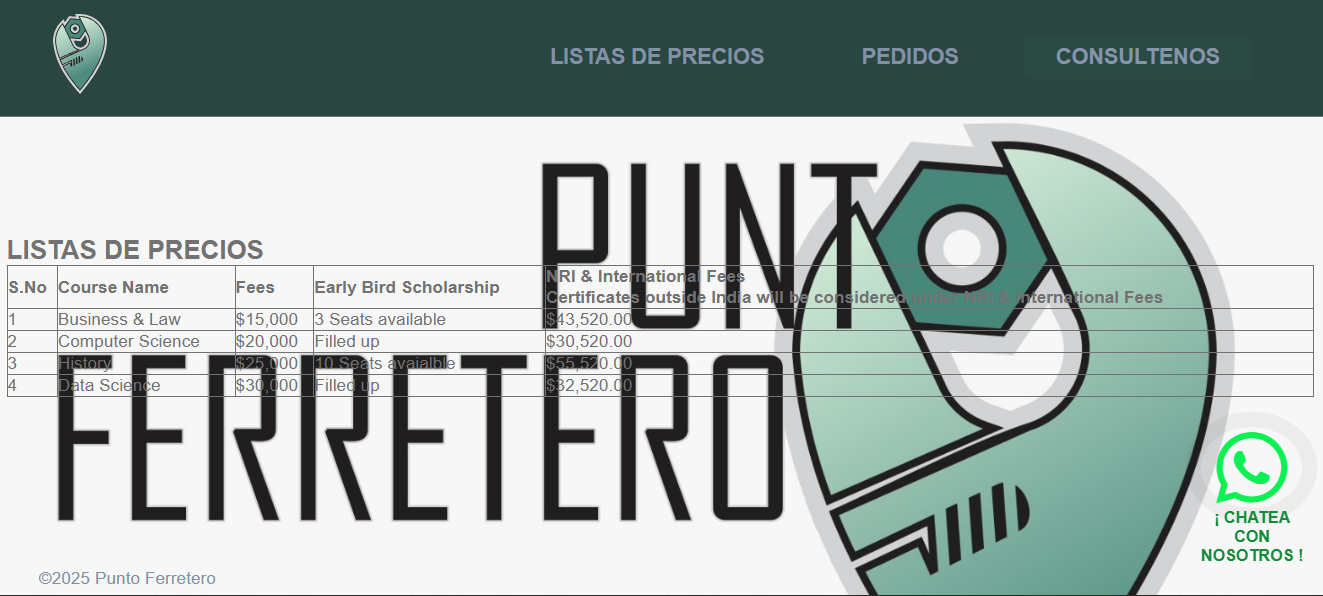 LISTAS DE PRECIOS PEDIDOS CONSULTENOS
PUNT
LISTAS DE PRECIOS
S.No Course Name Fees Early Bird Scholarship NRI & International Fees
Certificates outside India will be considered under NRI & International Fees
1 Business & Law $15,000 3 Seats available $43,520.00
2 Computer Science $20,000 Filled up $30,520.00
3 History $25,000 10 Seats avaialble $55,520.00
4 Data Science $30,000 Filled up $32,520.00
FERRETERO
¡ CHATEA
CON
NOSOTROS !
©2025 Punto Ferretero